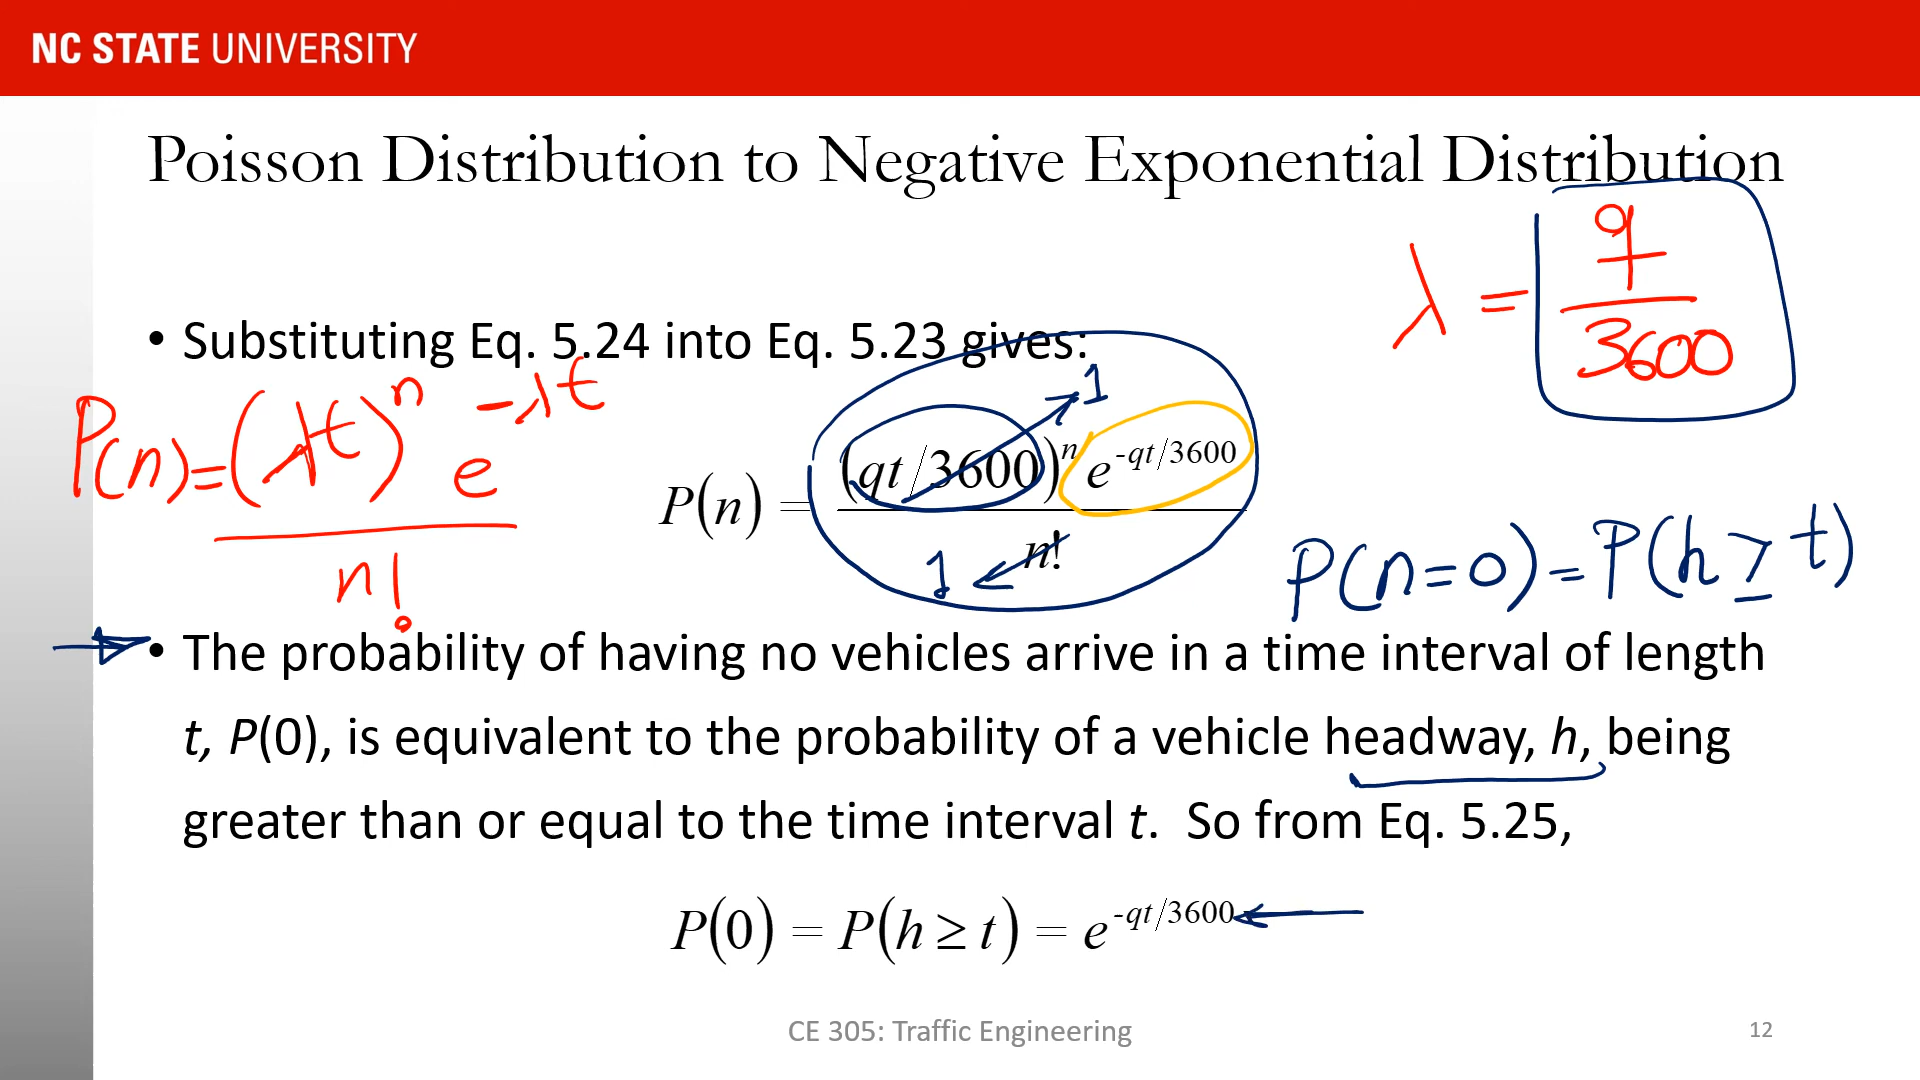 NC STATE UNIVERSITY
Poisson Distribution to Negative Exponential Distribution
λ = q / 3600
• Substituting Eq. 5.24 into Eq. 5.23 gives:
P(n) = (λt)^n e^-λt / n!
P(n) = (qt/3600)^n e^-qt/3600 / n!
1
1
P(n=0) = P(h ≥ t)
• The probability of having no vehicles arrive in a time interval of length
t, P(0), is equivalent to the probability of a vehicle headway, h, being
greater than or equal to the time interval t. So from Eq. 5.25,
P(0) = P(h ≥ t) = e^-qt/3600
CE 305: Traffic Engineering
12